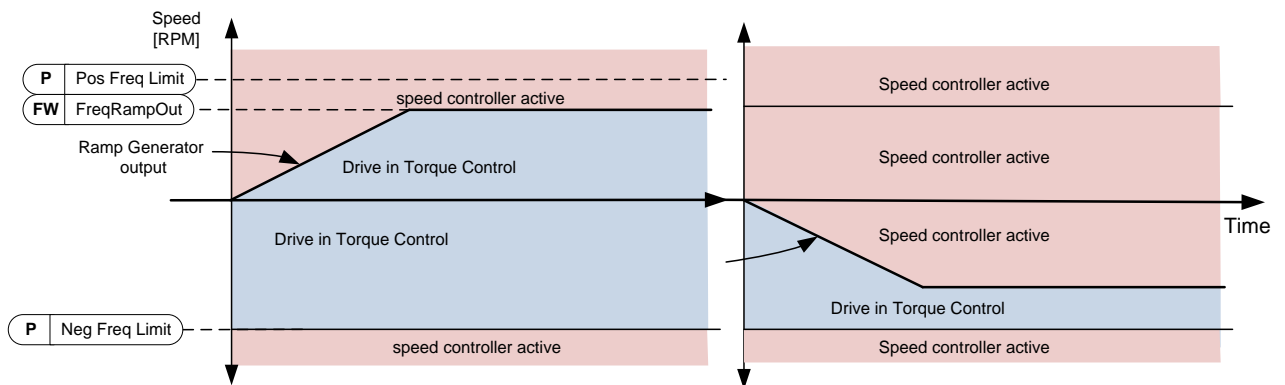 Speed
[RPM]
P Pos Freq Limit
FW FreqRampOut
Ramp Generator
output
P Neg Freq Limit
speed controller active
Drive in Torque Control
Drive in Torque Control
speed controller active
Speed controller active
Speed controller active
Speed controller active
Drive in Torque Control
Speed controller active
Time